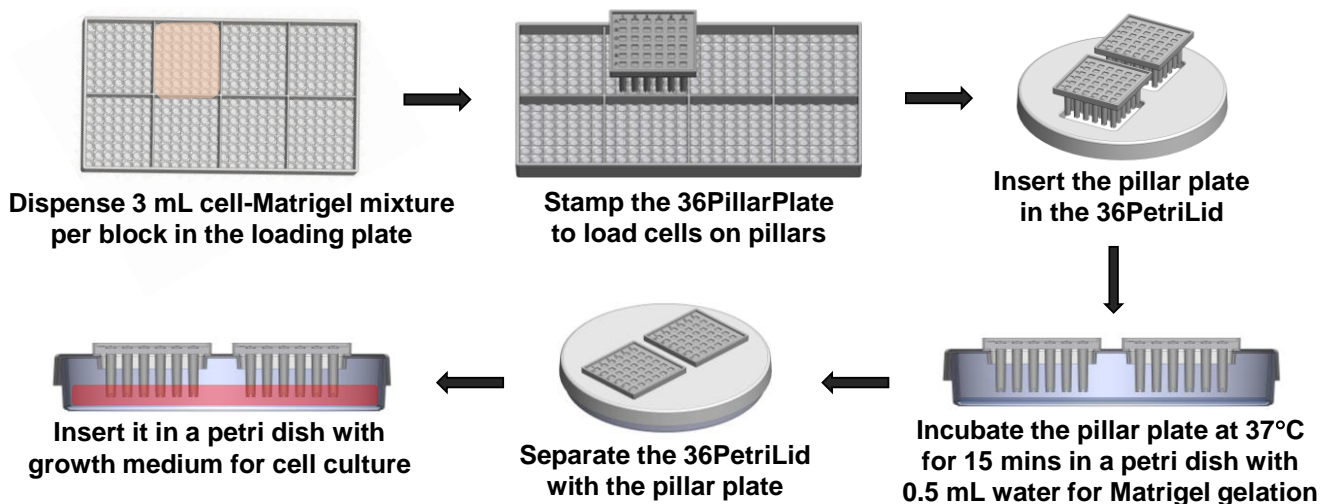 Dispense 3 mL cell-Matrigel mixture
per block in the loading plate
Stamp the 36PillarPlate
to load cells on pillars
Insert the pillar plate
in the 36PetriLid
Incubate the pillar plate at 37°C
for 15 mins in a petri dish with
0.5 mL water for Matrigel gelation
Separate the 36PetriLid
with the pillar plate
Insert it in a petri dish with
growth medium for cell culture